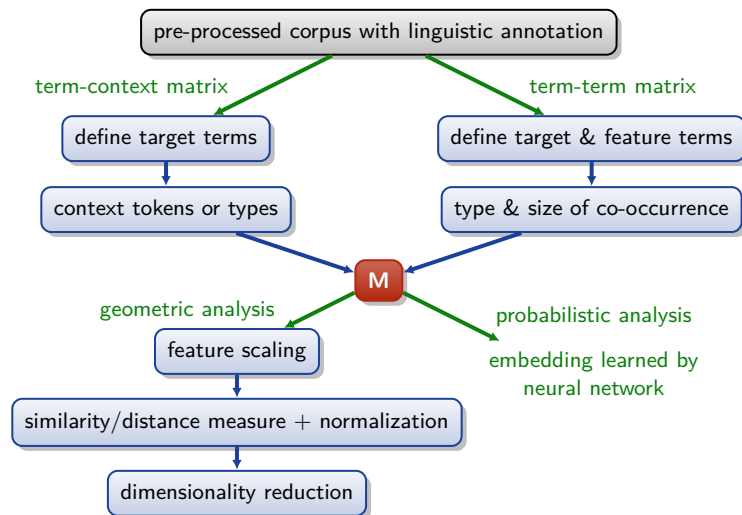 pre-processed corpus with linguistic annotation
term-context matrix
term-term matrix
define target terms
define target & feature terms
context tokens or types
type & size of co-occurrence
M
geometric analysis
probabilistic analysis
feature scaling
embedding learned by
neural network
similarity/distance measure + normalization
dimensionality reduction